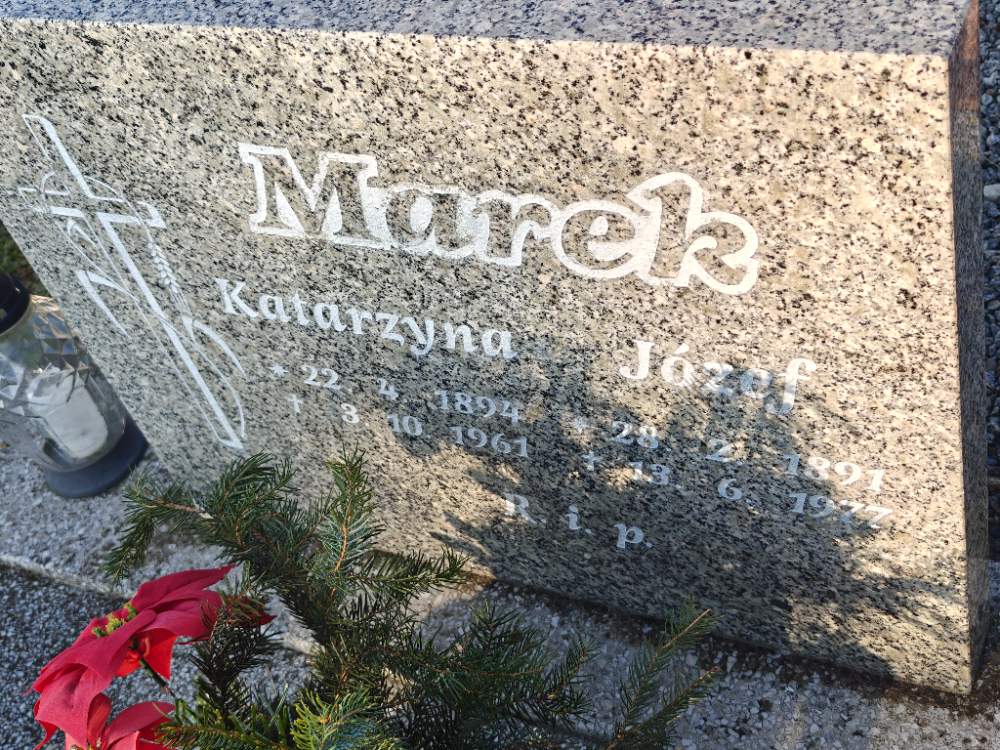 Marek
Katarzyna Józef
* 22. 4. 1894 * 28. 2. 1891
† 3. 10. 1961 † 13. 6. 1977
R. i. p.